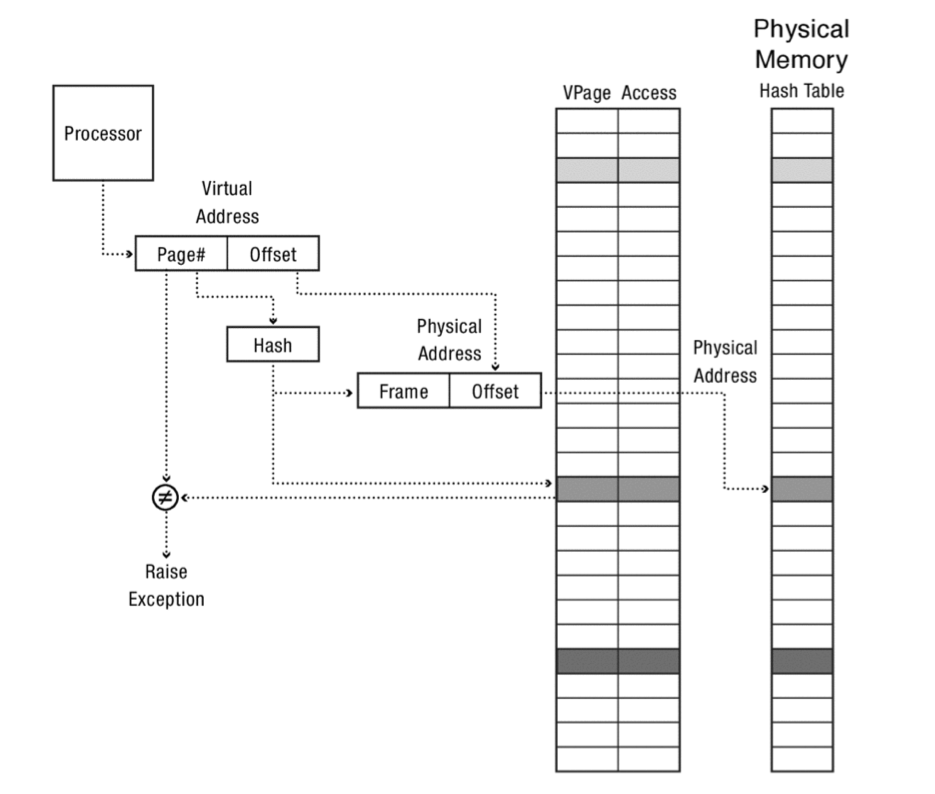 Physical
Memory
VPage Access
Hash Table
Processor
Virtual
Address
Page#
Offset
Hash
Physical
Address
Frame
Offset
Physical
Address
≠
Raise
Exception